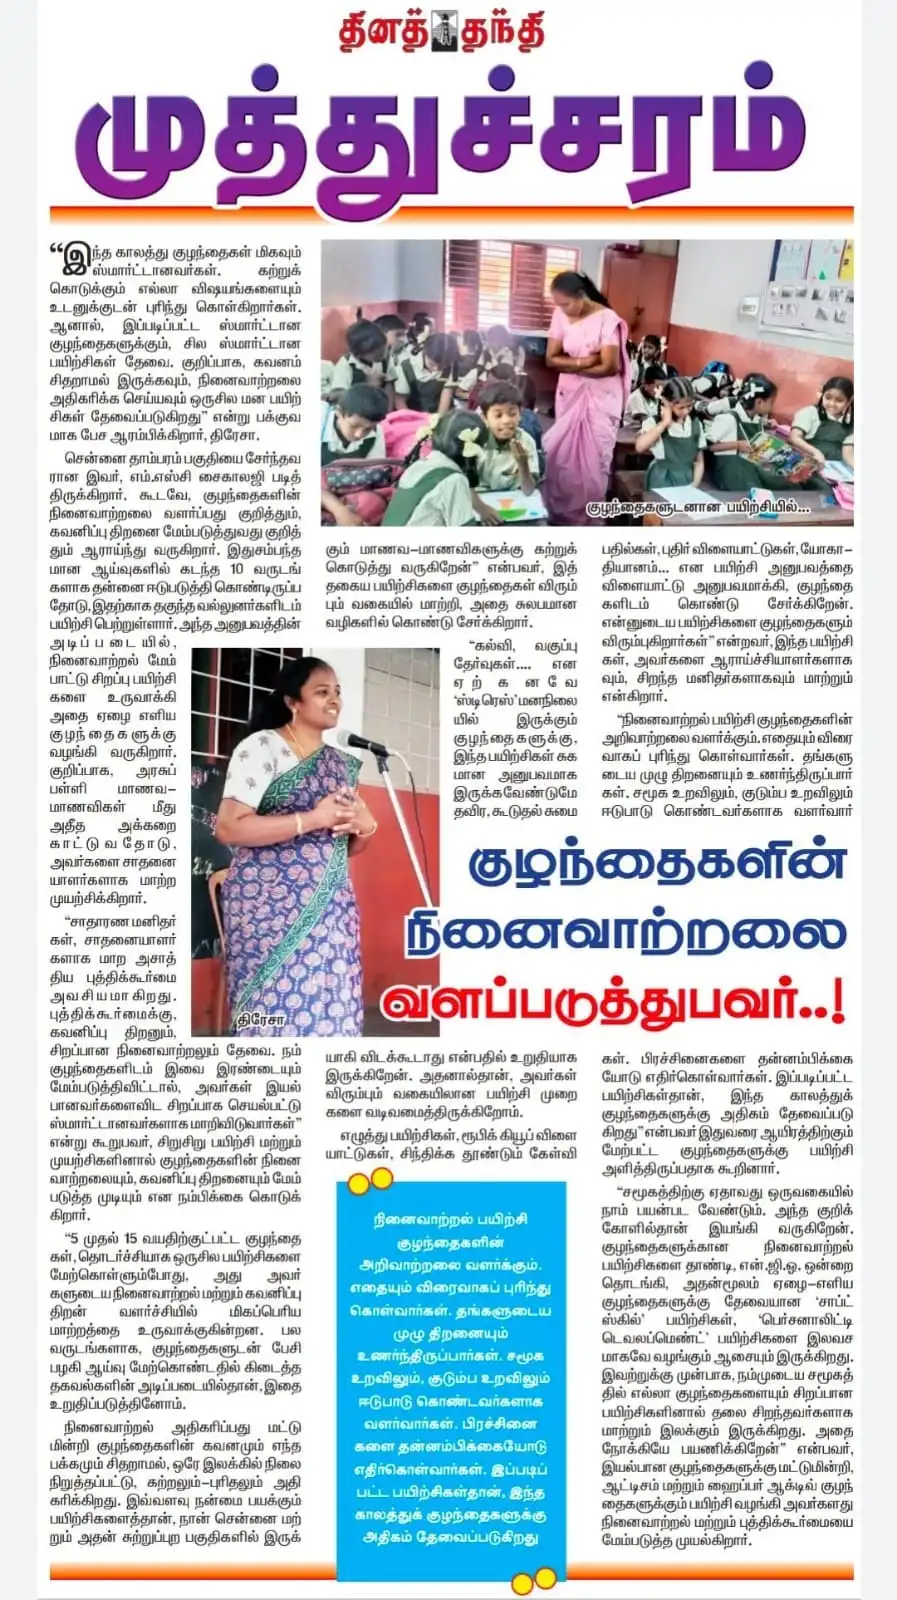 தினத் தந்தி
முத்துச்சரம்
“இந்த காலத்து குழந்தைகள் மிகவும்
ஸ்மார்ட்டானவர்கள். கற்றுக்
கொடுக்கும் எல்லா விஷயங்களையும்
உடனுக்குடன் புரிந்து கொள்கிறார்கள்.
ஆனால், இப்படிப்பட்ட ஸ்மார்ட்டான
குழந்தைகளுக்கும், சில ஸ்மார்ட்டான
பயிற்சிகள் தேவை. குறிப்பாக, கவனம்
சிதறாமல் இருக்கவும், நினைவாற்றலை
அதிகரிக்க செய்யவும் ஒருசில மன பயிற்
சிகள் தேவைப்படுகிறது” என்று பக்குவ
மாக பேச ஆரம்பிக்கிறார், திரேசா.
சென்னை தாம்பரம் பகுதியை சேர்ந்தவ
ரான இவர், எம்.எஸ்சி சைகாலஜி படித்
திருக்கிறார். கூடவே, குழந்தைகளின்
நினைவாற்றலை வளர்ப்பது குறித்தும்,
கவனிப்பு திறனை மேம்படுத்துவது குறித்
தும் ஆராய்ந்து வருகிறார். இதுசம்பந்த
மான ஆய்வுகளில் கடந்த 10 வருடங்
களாக தன்னை ஈடுபடுத்தி கொண்டிருப்ப
தோடு, இதற்காக தகுந்த வல்லுனர்களிடம்
பயிற்சி பெற்றுள்ளார். அந்த அனுபவத்தின்
அடிப்படையில்,
நினைவாற்றல் மேம்
பாட்டு சிறப்பு பயிற்சி
களை உருவாக்கி
அதை ஏழை எளிய
குழந்தைகளுக்கு
வழங்கி வருகிறார்.
குறிப்பாக, அரசுப்
பள்ளி மாணவ-
மாணவிகள் மீது
அதீத அக்கறை
காட்டுவதோடு,
அவர்களை சாதனை
யாளர்களாக மாற்ற
முயற்சிக்கிறார்.
“சாதாரண மனிதர்
கள், சாதனையாளர்
களாக மாற அசாத்
திய புத்திக்கூர்மை
அவசியமாகிறது.
புத்திக்கூர்மைக்கு,
கவனிப்பு திறனும்,
சிறப்பான நினைவாற்றலும் தேவை. நம்
குழந்தைகளிடம் இவை இரண்டையும்
மேம்படுத்திவிட்டால், அவர்கள் இயல்
பானவர்களைவிட சிறப்பாக செயல்பட்டு
ஸ்மார்ட்டானவர்களாக மாறிவிடுவார்கள்”
என்று கூறுபவர், சிறுசிறு பயிற்சி மற்றும்
முயற்சிகளினால் குழந்தைகளின் நினை
வாற்றலையும், கவனிப்பு திறனையும் மேம்
படுத்த முடியும் என நம்பிக்கை கொடுக்
கிறார்.
“5 முதல் 15 வயதிற்குட்பட்ட குழந்தை
கள், தொடர்ச்சியாக ஒருசில பயிற்சிகளை
மேற்கொள்ளும்போது, அது அவர்
களுடைய நினைவாற்றல் மற்றும் கவனிப்பு
திறன் வளர்ச்சியில் மிகப்பெரிய
மாற்றத்தை உருவாக்குகின்றன. பல
வருடங்களாக, குழந்தைகளுடன் பேசி
பழகி ஆய்வு மேற்கொண்டதில் கிடைத்த
தகவல்களின் அடிப்படையில்தான், இதை
உறுதிப்படுத்தினோம்.
நினைவாற்றல் அதிகரிப்பது மட்டு
மின்றி குழந்தைகளின் கவனமும் எந்த
பக்கமும் சிதறாமல், ஒரே இலக்கில் நிலை
நிறுத்தப்பட்டு, கற்றலும்-புரிதலும் அதி
கரிக்கிறது. இவ்வளவு நன்மை பயக்கும்
பயிற்சிகளைத்தான், நான் சென்னை மற்
றும் அதன் சுற்றுப்புற பகுதிகளில் இருக்
குழந்தைகளுடனான பயிற்சியில்...
கும் மாணவ-மாணவிகளுக்கு கற்றுக்
கொடுத்து வருகிறேன்” என்பவர், இத்
தகைய பயிற்சிகளை குழந்தைகள் விரும்
பும் வகையில் மாற்றி, அதை சுலபமான
வழிகளில் கொண்டு சேர்க்கிறார்.
“கல்வி, வகுப்பு
தேர்வுகள்.... என
ஏற்கனவே
‘ஸ்டிரெஸ்’ மனநிலை
யில் இருக்கும்
குழந்தைகளுக்கு,
இந்த பயிற்சிகள் சுக
மான அனுபவமாக
இருக்கவேண்டுமே
தவிர, கூடுதல் சுமை
திரேசா
குழந்தைகளின்
நினைவாற்றலை
வளப்படுத்துபவர்..!
யாகி விடக்கூடாது என்பதில் உறுதியாக
இருக்கிறேன். அதனால்தான், அவர்கள்
விரும்பும் வகையிலான பயிற்சி முறை
களை வடிவமைத்திருக்கிறோம்.
எழுத்து பயிற்சிகள், ரூபிக் கியூப் விளை
யாட்டுகள், சிந்திக்க தூண்டும் கேள்வி
நினைவாற்றல் பயிற்சி
குழந்தைகளின்
அறிவாற்றலை வளர்க்கும்.
எதையும் விரைவாகப் புரிந்து
கொள்வார்கள். தங்களுடைய
முழு திறனையும்
உணர்ந்திருப்பார்கள். சமூக
உறவிலும், குடும்ப உறவிலும்
ஈடுபாடு கொண்டவர்களாக
வளர்வார்கள். பிரச்சினை
களை தன்னம்பிக்கையோடு
எதிர்கொள்வார்கள். இப்படிப்
பட்ட பயிற்சிகள்தான், இந்த
காலத்துக் குழந்தைகளுக்கு
அதிகம் தேவைப்படுகிறது
பதில்கள், புதிர் விளையாட்டுகள், யோகா-
தியானம்... என பயிற்சி அனுபவத்தை
விளையாட்டு அனுபவமாக்கி, குழந்தை
களிடம் கொண்டு சேர்க்கிறேன்.
என்னுடைய பயிற்சிகளை குழந்தைகளும்
விரும்புகிறார்கள்” என்றவர், இந்த பயிற்சி
கள், அவர்களை ஆராய்ச்சியாளர்களாக
வும், சிறந்த மனிதர்களாகவும் மாற்றும்
என்கிறார்.
“நினைவாற்றல் பயிற்சி குழந்தைகளின்
அறிவாற்றலை வளர்க்கும். எதையும் விரை
வாகப் புரிந்து கொள்வார்கள். தங்களு
டைய முழு திறனையும் உணர்ந்திருப்பார்
கள். சமூக உறவிலும், குடும்ப உறவிலும்
ஈடுபாடு கொண்டவர்களாக வளர்வார்
கள். பிரச்சினைகளை தன்னம்பிக்கை
யோடு எதிர்கொள்வார்கள். இப்படிப்பட்ட
பயிற்சிகள்தான், இந்த காலத்துக்
குழந்தைகளுக்கு அதிகம் தேவைப்படு
கிறது” என்பவர் இதுவரை ஆயிரத்திற்கும்
மேற்பட்ட குழந்தைகளுக்கு பயிற்சி
அளித்திருப்பதாக கூறினார்.
“சமூகத்திற்கு ஏதாவது ஒருவகையில்
நாம் பயன்பட வேண்டும். அந்த குறிக்
கோளில்தான் இயங்கி வருகிறேன்.
குழந்தைகளுக்கான நினைவாற்றல்
பயிற்சிகளை தாண்டி, என்.ஜி.ஓ. ஒன்றை
தொடங்கி, அதன்மூலம் ஏழை-எளிய
குழந்தைகளுக்கு தேவையான ‘சாப்ட்
ஸ்கில்’ பயிற்சிகள், ‘பெர்சனாலிட்டி
டெவலப்மெண்ட்’ பயிற்சிகளை இலவச
மாகவே வழங்கும் ஆசையும் இருக்கிறது.
இவற்றுக்கு முன்பாக, நம்முடைய சமூகத்
தில் எல்லா குழந்தைகளையும் சிறப்பான
பயிற்சிகளினால் தலை சிறந்தவர்களாக
மாற்றும் இலக்கும் இருக்கிறது. அதை
நோக்கியே பயணிக்கிறேன்” என்பவர்,
இயல்பான குழந்தைகளுக்கு மட்டுமின்றி,
ஆட்டிசம் மற்றும் ஹைப்பர் ஆக்டிவ் குழந்
தைகளுக்கும் பயிற்சி வழங்கி அவர்களது
நினைவாற்றல் மற்றும் புத்திக்கூர்மையை
மேம்படுத்த முயல்கிறார்.